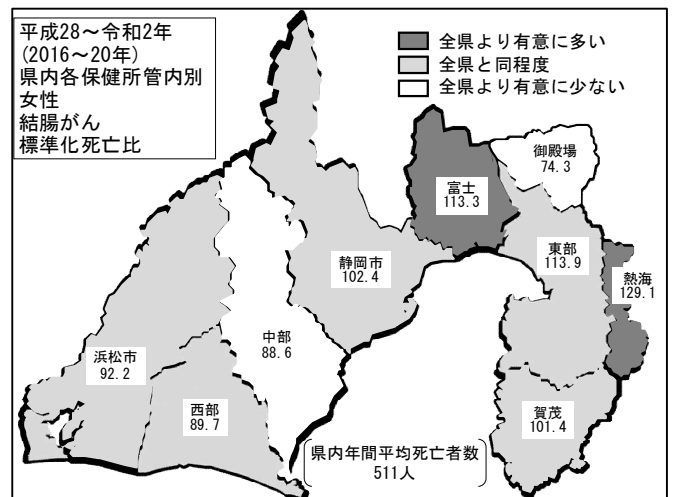 平成28～令和2年
(2016～20年)
県内各保健所管内別
女性
結腸がん
標準化死亡比
全県より有意に多い
全県と同程度
全県より有意に少ない
御殿場
74.3
富士
113.3
東部
113.9
熱海
129.1
静岡市
102.4
中部
88.6
浜松市
92.2
西部
89.7
賀茂
101.4
県内年間平均死亡者数
511人